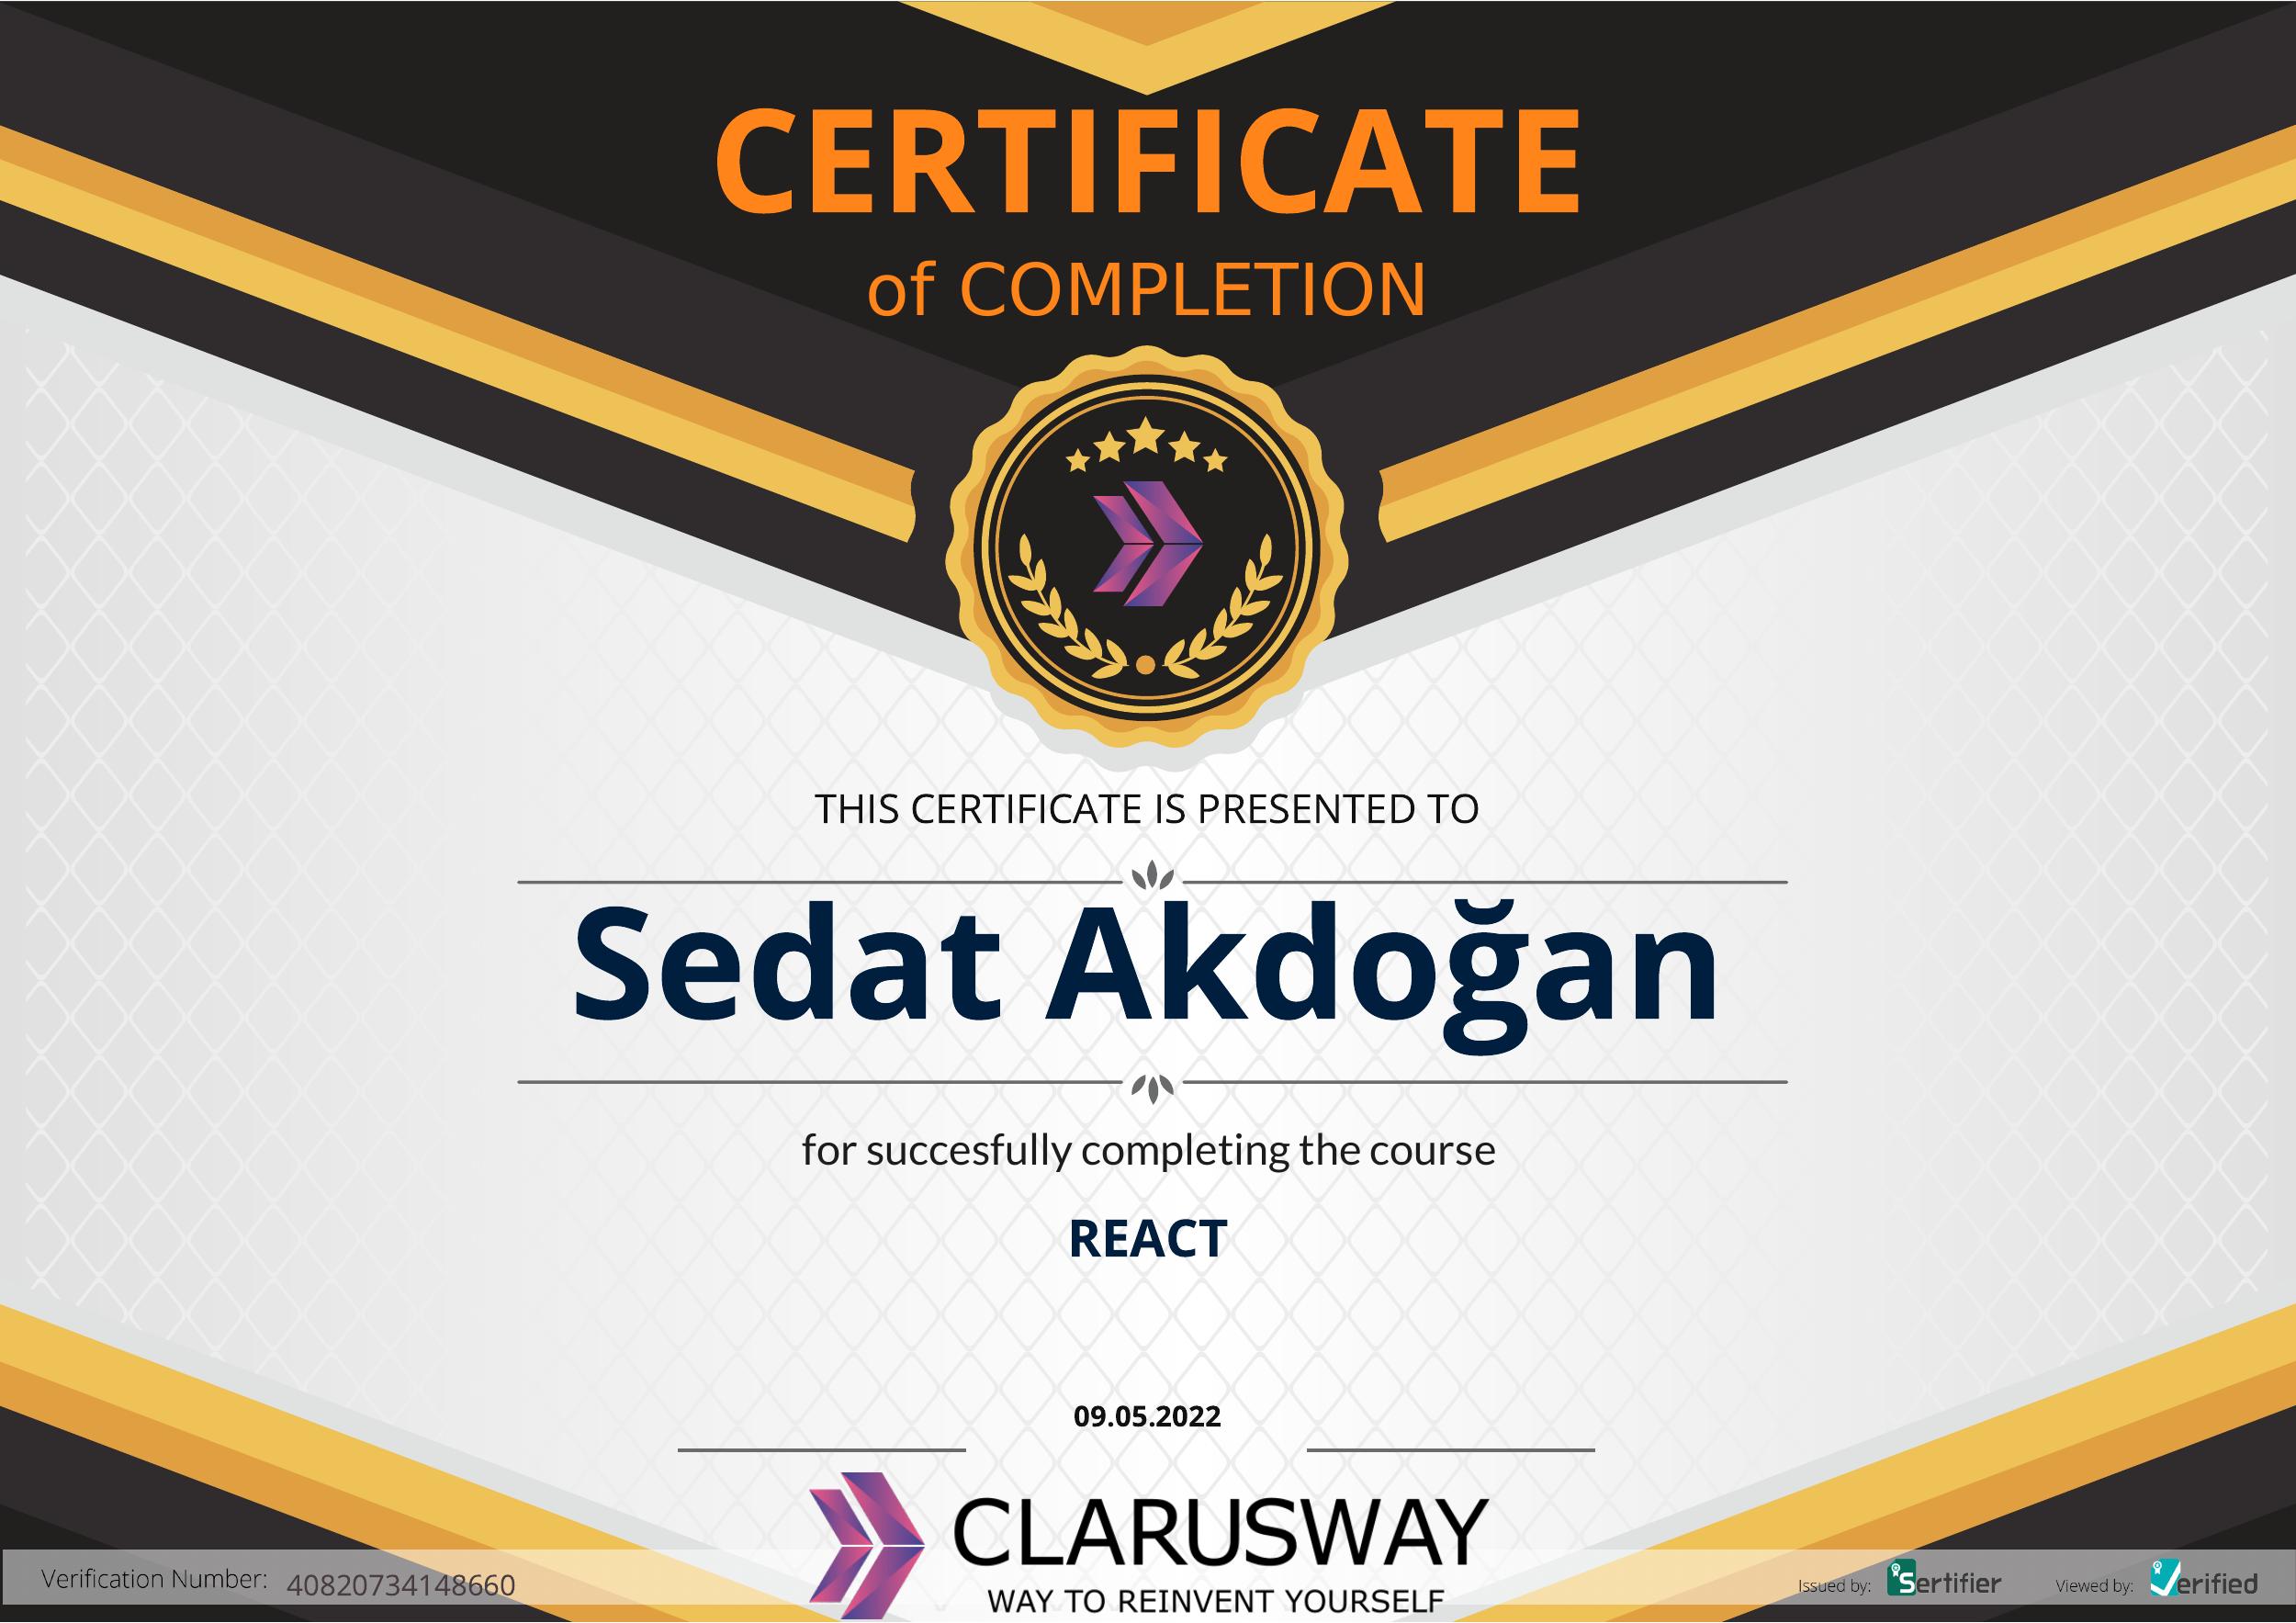 CERTIFICATE
of COMPLETION
THIS CERTIFICATE IS PRESENTED TO
Sedat Akdoğan
for succesfully completing the course
REACT
09.05.2022
CLARUSWAY
WAY TO REINVENT YOURSELF
Verification Number: 40820734148660
Issued by: Sertifier Viewed by: Verified